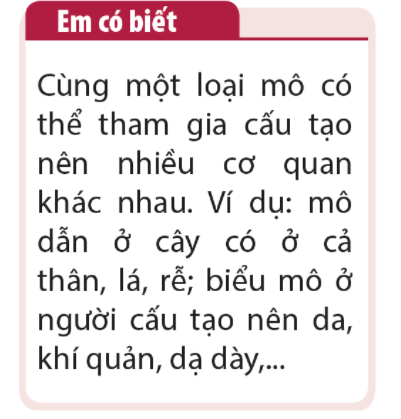 Em có biết
Cùng một loại mô có
thể tham gia cấu tạo
nên nhiều cơ quan
khác nhau. Ví dụ: mô
dẫn ở cây có ở cả
thân, lá, rễ; biểu mô ở
người cấu tạo nên da,
khí quản, dạ dày,...